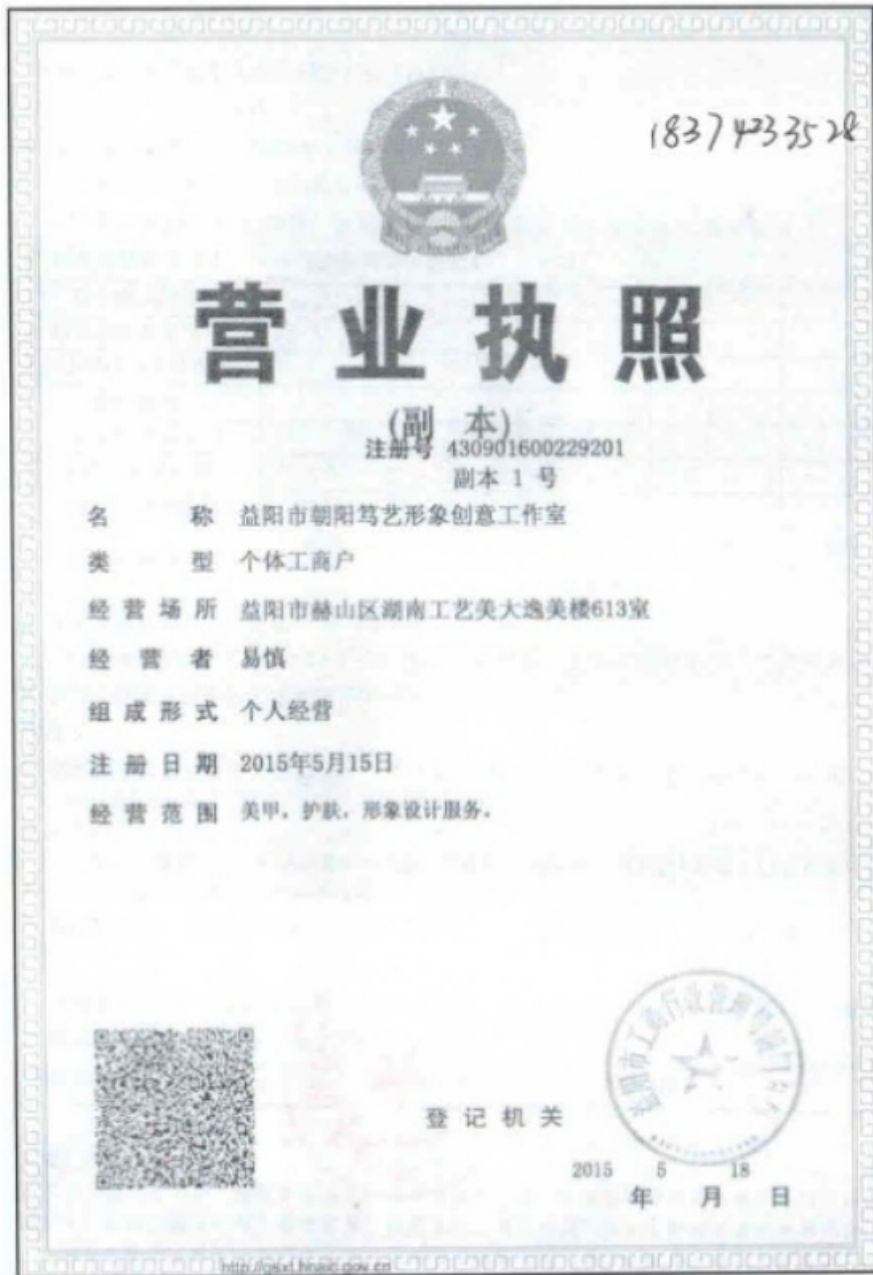 18374233528
营业执照
(副 本)
注册号 430901600229201
副本 1 号
名 称 益阳市朝阳笃艺形象创意工作室
类 型 个体工商户
经营场所 益阳市赫山区湖南工艺美大逸美楼613室
经 营 者 易慎
组成形式 个人经营
注册日期 2015年5月15日
经营范围 美甲,护肤,形象设计服务。
登记机关
2015 5 18
年 月 日
http://gsxt.hnaic.gov.cn